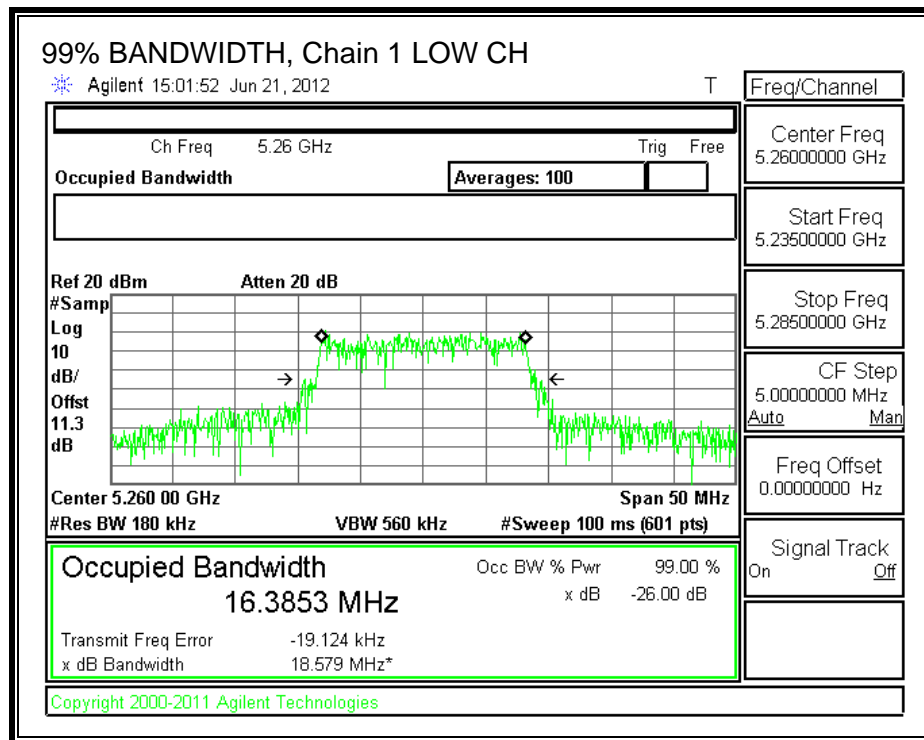 99% BANDWIDTH, Chain 1 LOW CH
Agilent 15:01:52 Jun 21, 2012 T
Freq/Channel
Ch Freq 5.26 GHz Trig Free
Occupied Bandwidth Averages: 100
Center Freq
5.26000000 GHz
Start Freq
5.23500000 GHz
Stop Freq
5.28500000 GHz
CF Step
5.00000000 MHz
Auto Man
Freq Offset
0.00000000 Hz
Signal Track
On Off
Ref 20 dBm Atten 20 dB
#Samp
Log
10
dB/
Offst
11.3
dB
Center 5.260 00 GHz Span 50 MHz
#Res BW 180 kHz VBW 560 kHz #Sweep 100 ms (601 pts)
Occupied Bandwidth Occ BW % Pwr 99.00 %
16.3853 MHz x dB -26.00 dB
Transmit Freq Error -19.124 kHz
x dB Bandwidth 18.579 MHz*
Copyright 2000-2011 Agilent Technologies